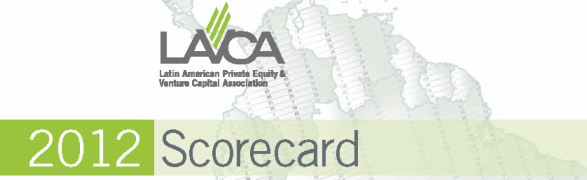 LAVCA
Latin American Private Equity &
Venture Capital Association
2012 Scorecard